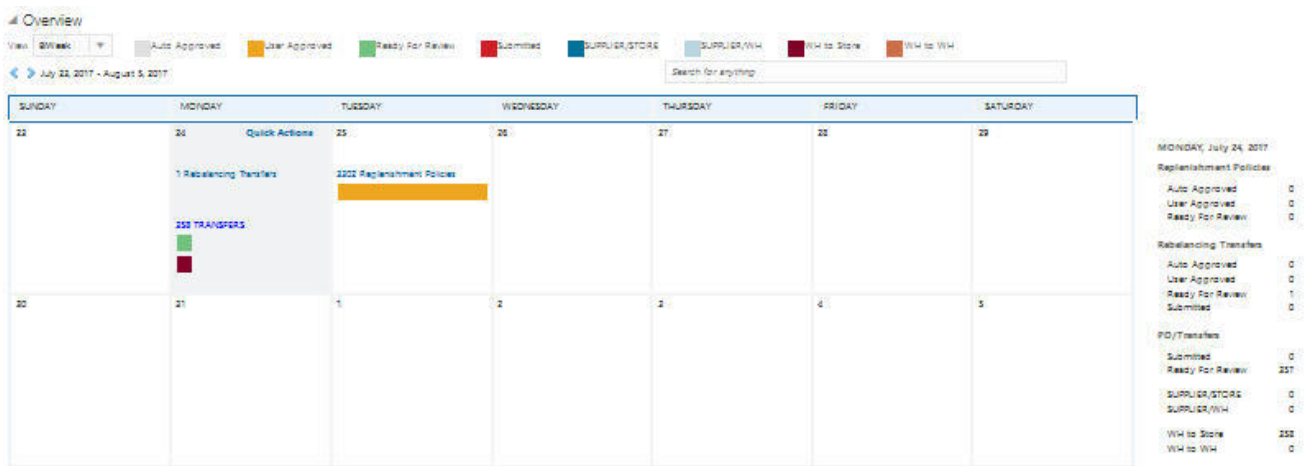 Overview
View 2Week Auto Approved User Approved Ready For Review Submitted SUPPLIER/STORE SUPPLIER/WH WH to Store WH to WH
July 23, 2017 - August 5, 2017 Search for anything
SUNDAY MONDAY TUESDAY WEDNESDAY THURSDAY FRIDAY SATURDAY
23 24 Quick Actions 25 26 27 28 29
1 Rebalancing Transfers 2202 Replenishment Policies
258 TRANSFERS
30 31 1 2 3 4 5
MONDAY, July 24, 2017
Replenishment Policies
Auto Approved 0
User Approved 0
Ready For Review 0
Rebalancing Transfers
Auto Approved 0
User Approved 0
Ready For Review 1
Submitted 0
PO/Transfers
Submitted 0
Ready For Review 257
SUPPLIER/STORE 0
SUPPLIER/WH 0
WH to Store 258
WH to WH 0